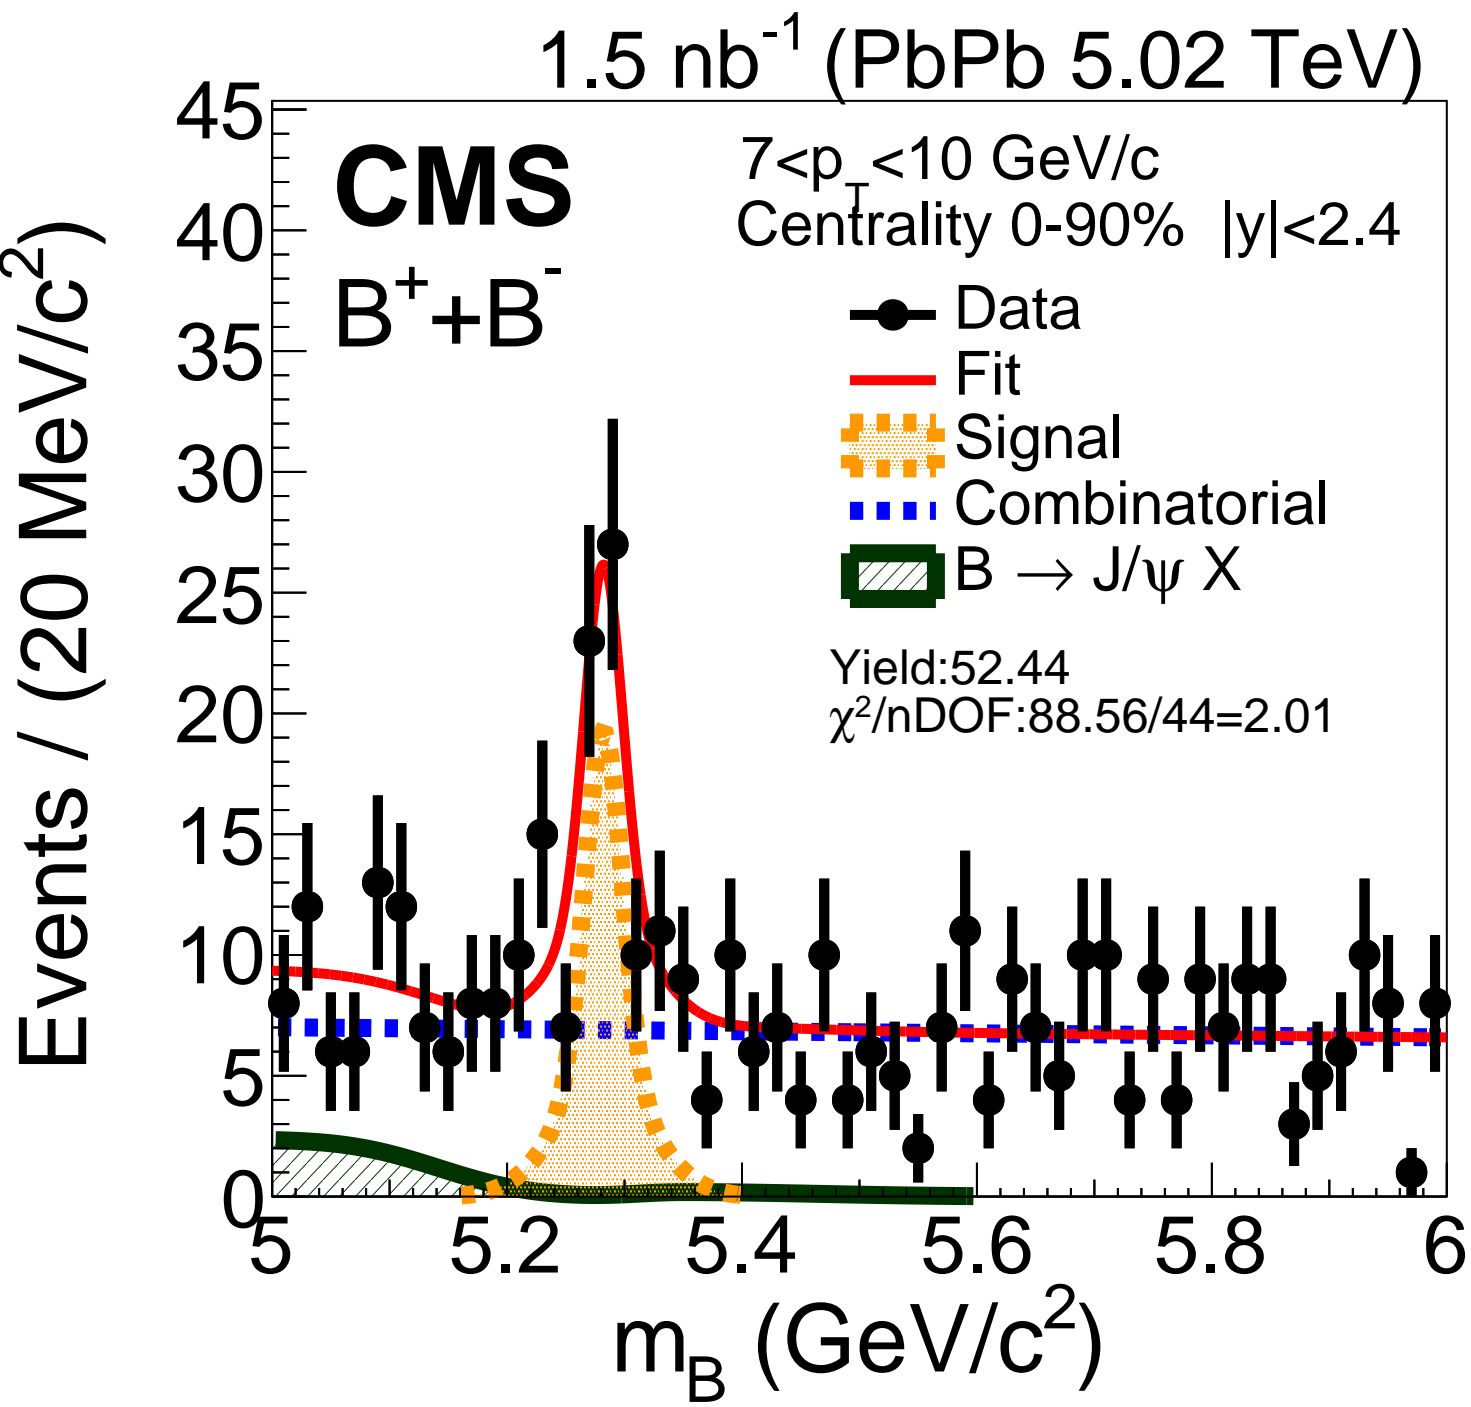 1.5 nb⁻¹ (PbPb 5.02 TeV)
CMS
B⁺+B⁻
7<p_T<10 GeV/c
Centrality 0-90% |y|<2.4
Data
Fit
Signal
Combinatorial
B → J/ψ X
Yield:52.44
χ²/nDOF:88.56/44=2.01
Events / (20 MeV/c²)
45
40
35
30
25
20
15
10
5
0
5 5.2 5.4 5.6 5.8 6
m_B (GeV/c²)